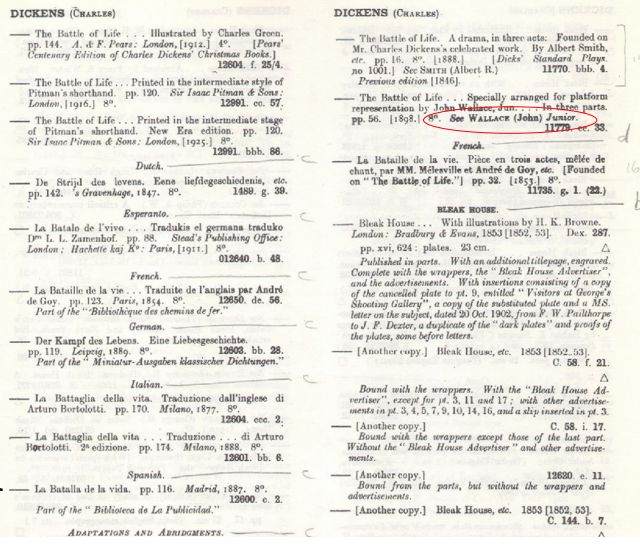 DICKENS (CHARLES)
— The Battle of Life . . . Illustrated by Charles Green.
pp. 144. A. & F. Pears: London, [1912.] 4º. [Pears'
Centenary Edition of Charles Dickens' Christmas Books.]
12604. f. 25/4.
— The Battle of Life . . . Printed in the intermediate style of
Pitman's shorthand. pp. 120. Sir Isaac Pitman & Sons:
London, [1916.] 8º. 12991. cc. 57.
— The Battle of Life . . . Printed in the intermediate stage
of Pitman's shorthand. New Era edition. pp. 120.
Sir Isaac Pitman & Sons: London, [1925.] 8º.
12991. bbb. 86.
Dutch.
— De Strijd des levens. Eene liefdegeschiedenis, etc.
pp. 142. 's Gravenhage, 1847. 8º. 1489. g. 39.
Esperanto.
— La Batalo de l'vivo . . . Tradukis el germana traduko
Dro L. L. Zamenhof. pp. 88. Stead's Publishing Office:
London; Hachette kaj Ko: Paris, [1911.] 8º.
012640. b. 48.
French.
— La Bataille de la vie . . . Traduite de l'anglais par André
de Goy. pp. 123. Paris, 1854. 8º. 12650. de. 56.
Part of the "Bibliothèque des chemins de fer."
German.
— Der Kampf des Lebens. Eine Liebesgeschichte.
pp. 119. Leipzig, 1889. 8º. 12603. bb. 28.
Part of the " Miniatur-Ausgaben klassischer Dichtungen."
Italian.
— La Battaglia della vita. Traduzione dall'inglese di
Arturo Bortolotti. pp. 170. Milano, 1877. 8º.
12604. ccc. 2.
— La Battaglia della vita . . . Traduzione . . . di Arturo
Bortolotti. 2ª edizione. pp. 174. Milano, 1888. 8º.
12601. bb. 6.
Spanish.
— La Batalla de la vida. pp. 116. Madrid, 1887. 8º.
12600. c. 2.
Part of the " Biblioteca de La Publicidad."
ADAPTATIONS AND ABRIDGMENTS.
DICKENS (CHARLES)
— The Battle of Life. A drama, in three acts: Founded on
Mr. Charles Dickens's celebrated work. By Albert Smith,
etc. pp. 16. 8º. [1888.] [Dicks' Standard Plays.
no 1001.] See SMITH (Albert R.) 11770. bbb. 4.
Previous edition [1846].
— The Battle of Life . . . Specially arranged for platform
representation by John Wallace, Jun. . . . In three parts.
pp. 56. [1898.] 8º. See WALLACE (John) Junior.
11779. cc. 33.
French.
— La Bataille de la vie. Pièce en trois actes, mêlée de
chant, par MM. Mélesville et André de Goy, etc. [Founded
on "The Battle of Life."] pp. 32. [1853.] 8º.
11735. g. 1. (22.)
BLEAK HOUSE.
— Bleak House . . . With illustrations by H. K. Browne.
London: Bradbury & Evans, 1853 [1852, 53]. Dex. 287.
pp. xvi, 624 : plates. 23 cm.
Published in parts. With an additional titlepage, engraved.
Complete with the wrappers, the "Bleak House Advertiser",
and the advertisements. With insertions consisting of a copy
of the cancelled plate to pt. 9, entitled " Visitors at George's
Shooting Gallery", a copy of the substituted plate and a MS.
letter on the subject, dated 20 Oct. 1902, from F. W. Pailthorpe
to J. F. Dexter, a duplicate of the "dark plates" and proofs of
the plates, some before letters.
— [Another copy.] Bleak House, etc. 1853 [1852, 53].
C. 58. f. 21.
Bound with the wrappers. With the "Bleak House Ad-
vertiser", except for pt. 3, 11 and 17; with other advertise-
ments in pt. 3, 4, 5, 7, 9, 10, 14, 16, and a slip inserted in pt. 3.
— [Another copy.] C. 58. i. 17.
Bound with the wrappers except those of the last part.
Without the " Bleak House Advertiser" and other advertise-
ments.
— [Another copy.] 12620. e. 11.
Bound from the parts, but without the wrappers and
advertisements.
— [Another copy.] Bleak House, etc. 1853 [1852, 53].
C. 144. b. 7.